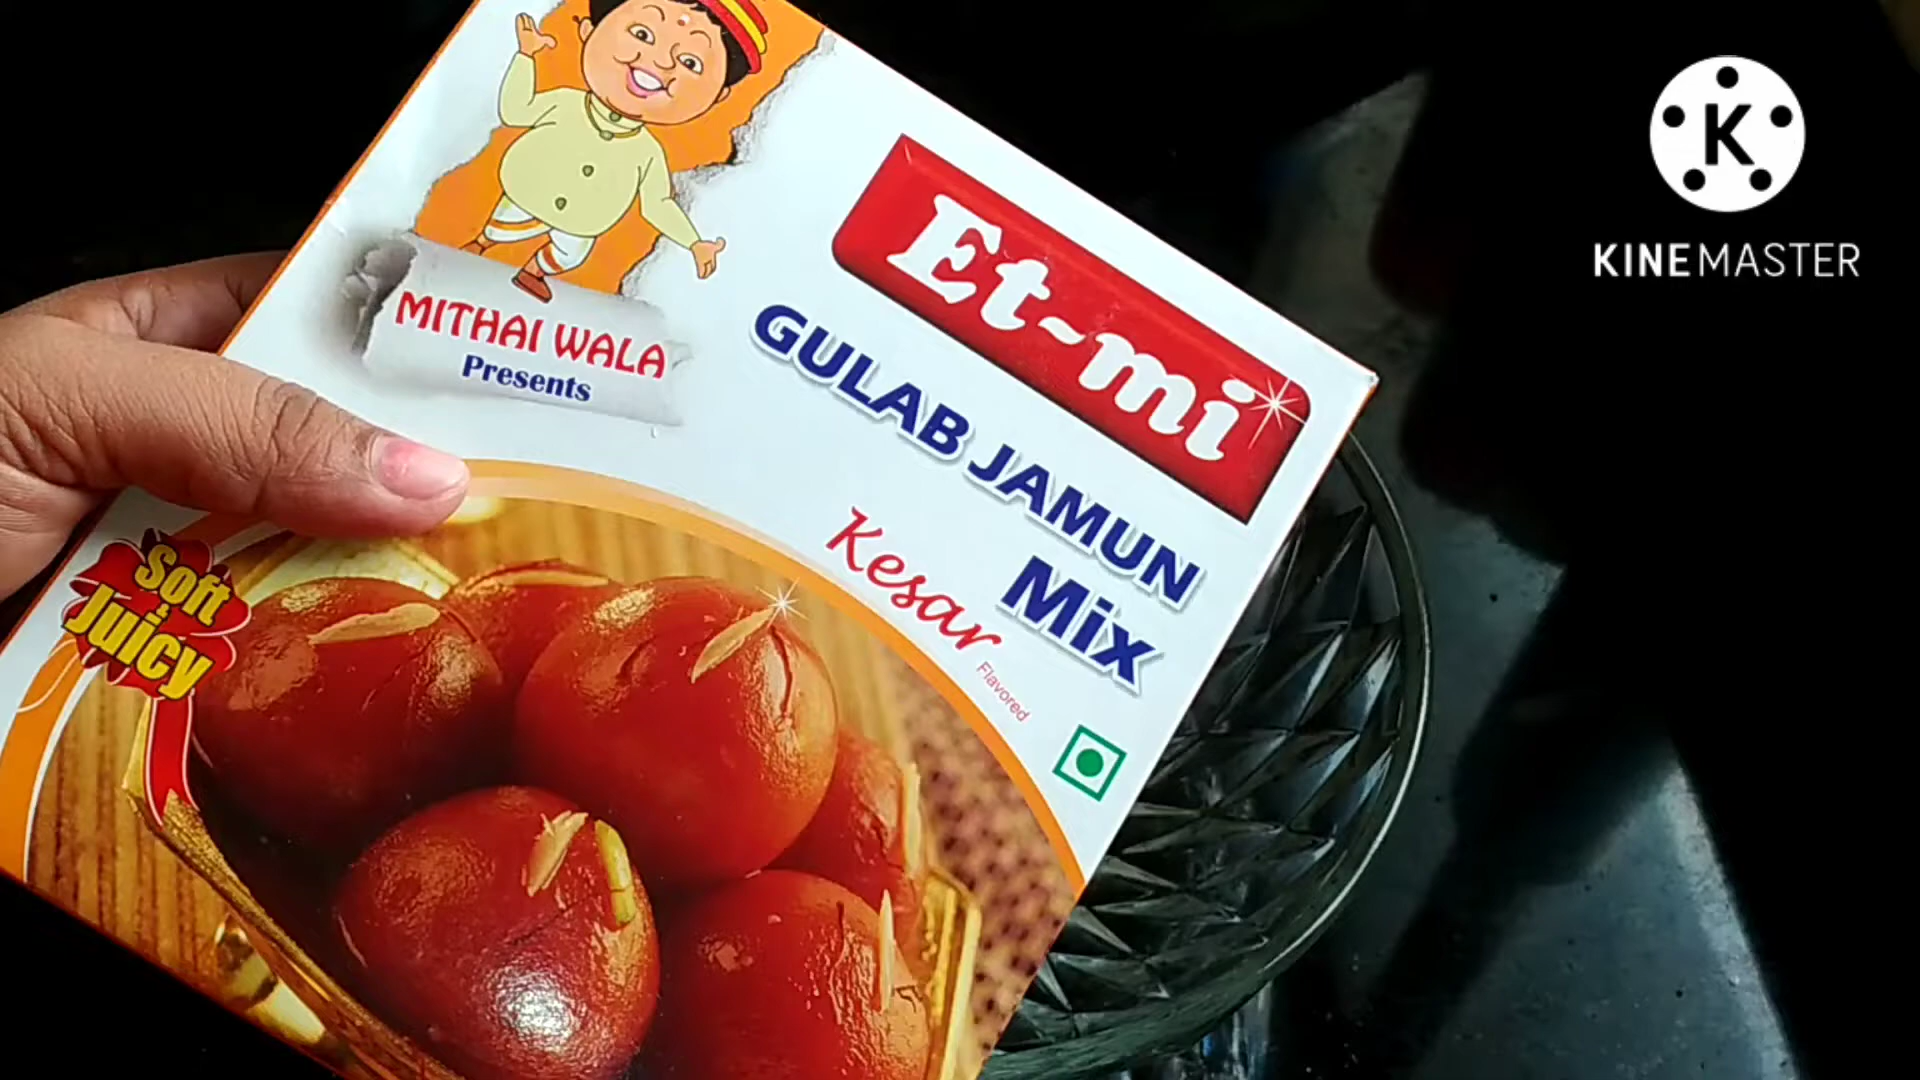 MITHAI WALA
Presents
Et-mi
GULAB JAMUN
Mix
Kesar
Flavored
Soft
&
Juicy
K
KINEMASTER